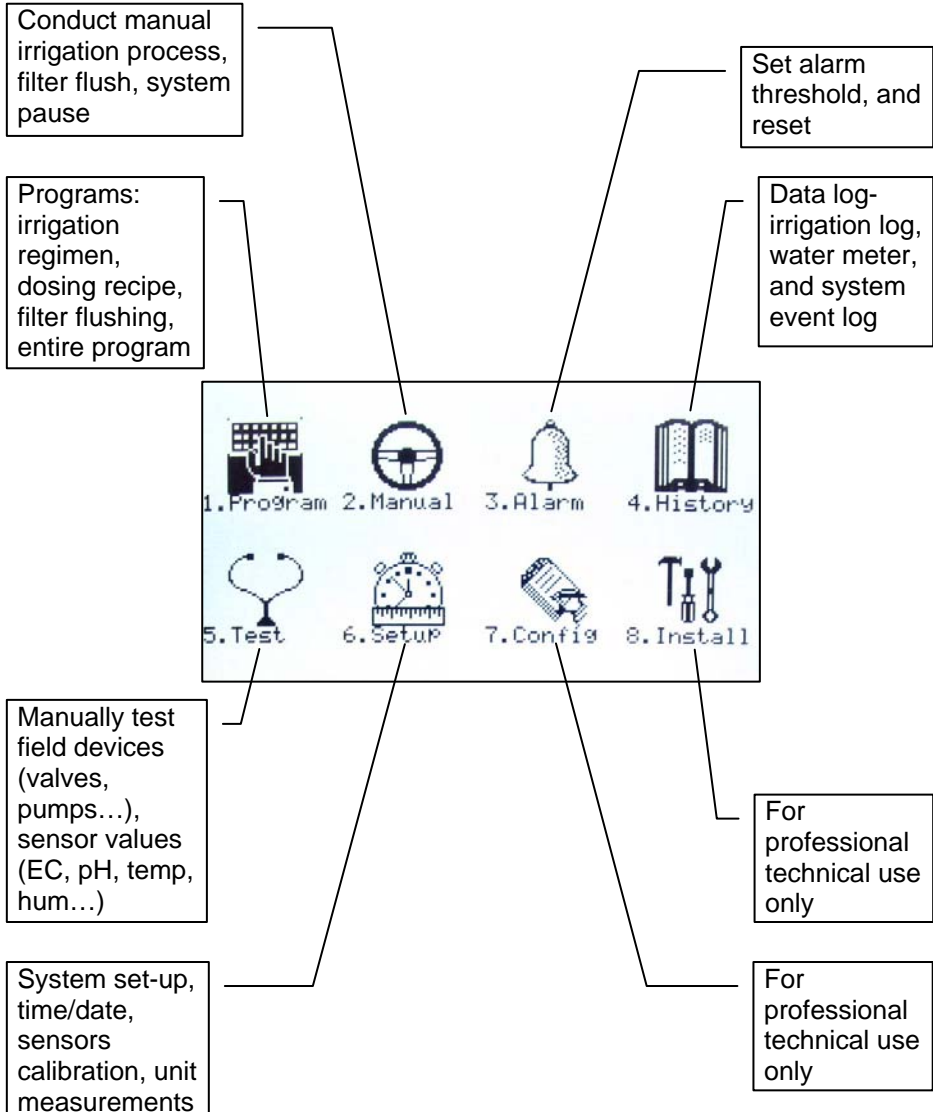 Conduct manual
irrigation process,
filter flush, system
pause
Set alarm
threshold, and
reset
Programs:
irrigation
regimen,
dosing recipe,
filter flushing,
entire program
Data log-
irrigation log,
water meter,
and system
event log
1.Program 2.Manual 3.Alarm 4.History
5.Test 6.Setup 7.Config 8.Install
Manually test
field devices
(valves,
pumps…),
sensor values
(EC, pH, temp,
hum…)
For
professional
technical use
only
System set-up,
time/date,
sensors
calibration, unit
measurements
For
professional
technical use
only